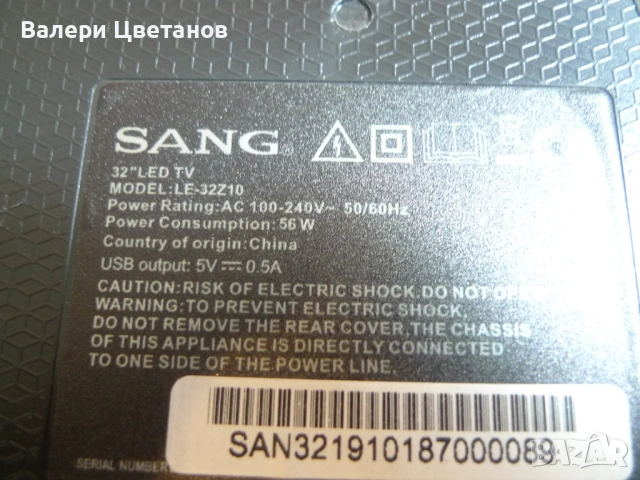 Валери Цветанов
SANG
32"LED TV
MODEL:LE-32Z10
Power Rating:AC 100-240V~ 50/60Hz
Power Consumption:56W
Country of origin:China
USB output: 5V⎓0.5A
CAUTION:RISK OF ELECTRIC SHOCK.DO NOT
WARNING:TO PREVENT ELECTRIC SHOCK,
DO NOT REMOVE THE REAR COVER,THE CHASSIS
OF THIS APPLIANCE IS DIRECTLY CONNECTED
TO ONE SIDE OF THE POWER LINE.
SAN321910187000089
SERIAL NUMBER
BAZAR